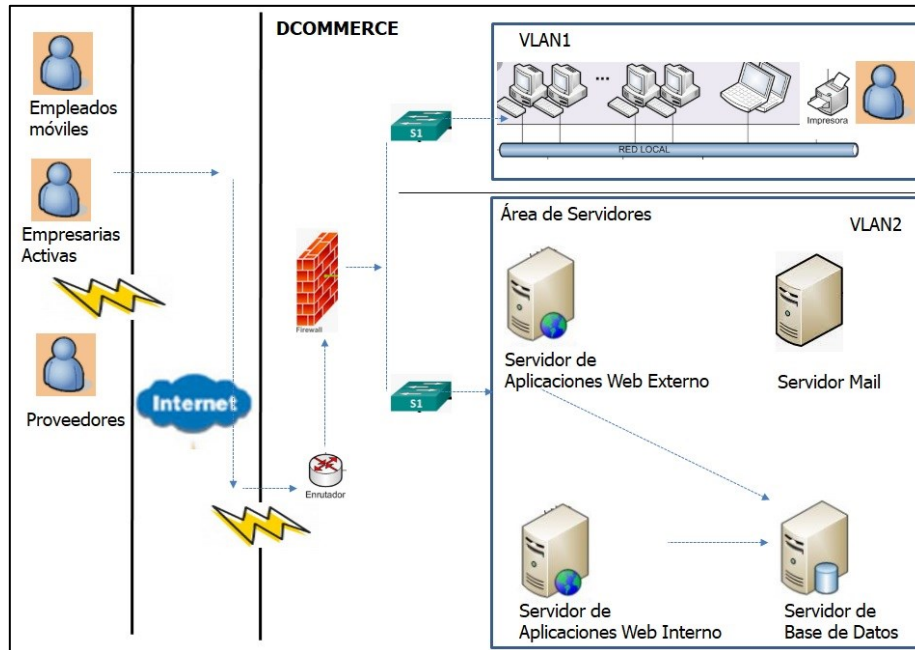 DCOMMERCE
Empleados
móviles
Empresarias
Activas
Proveedores
Internet
Enrutador
Firewall
S1
S1
VLAN1
...
Impresora
RED LOCAL
Área de Servidores
VLAN2
Servidor de
Aplicaciones Web Externo
Servidor Mail
Servidor de
Aplicaciones Web Interno
Servidor de
Base de Datos